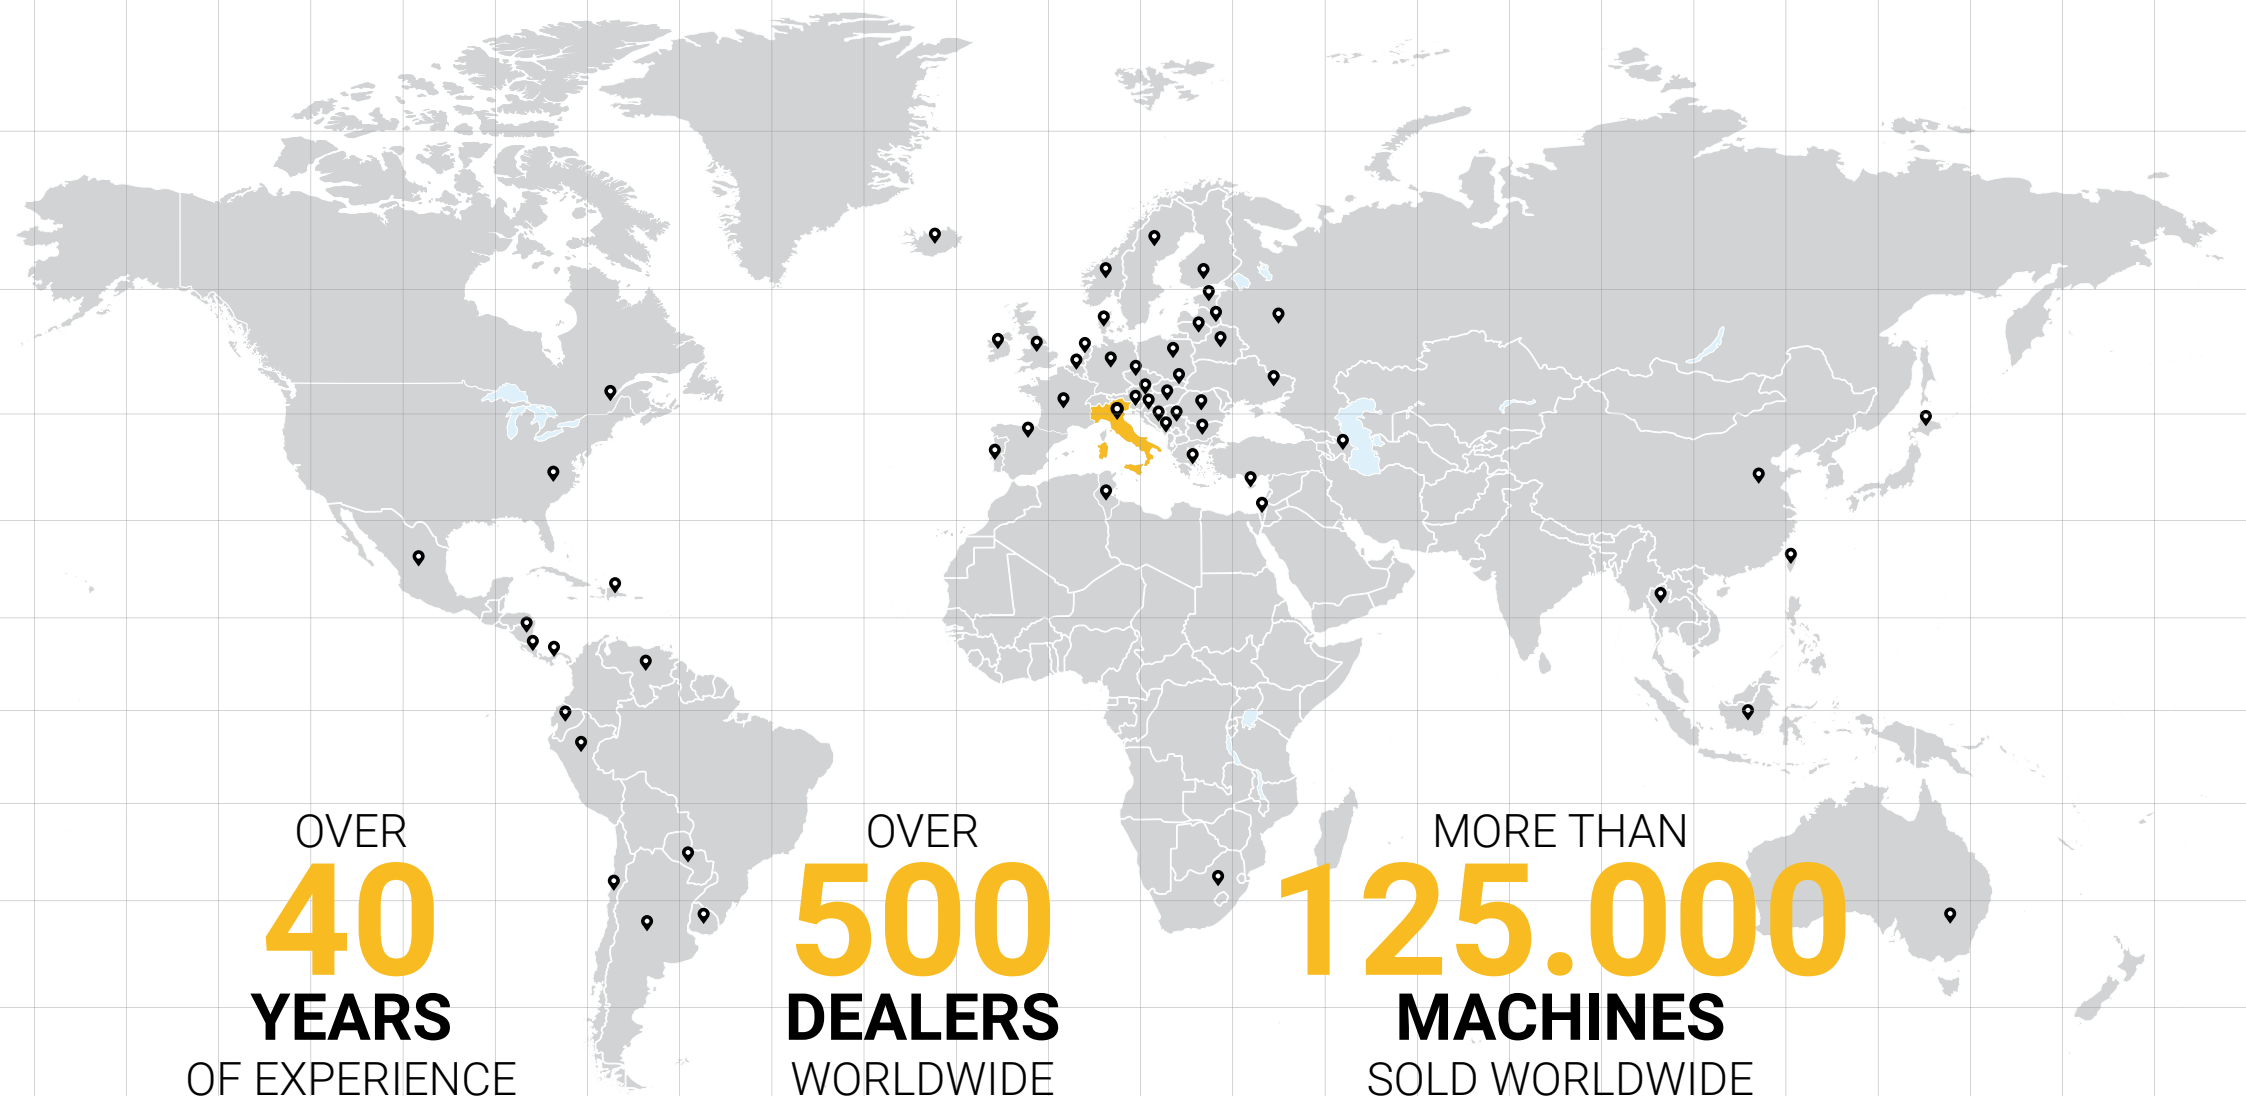 OVER
40
YEARS
OF EXPERIENCE
OVER
500
DEALERS
WORLDWIDE
MORE THAN
125.000
MACHINES
SOLD WORLDWIDE